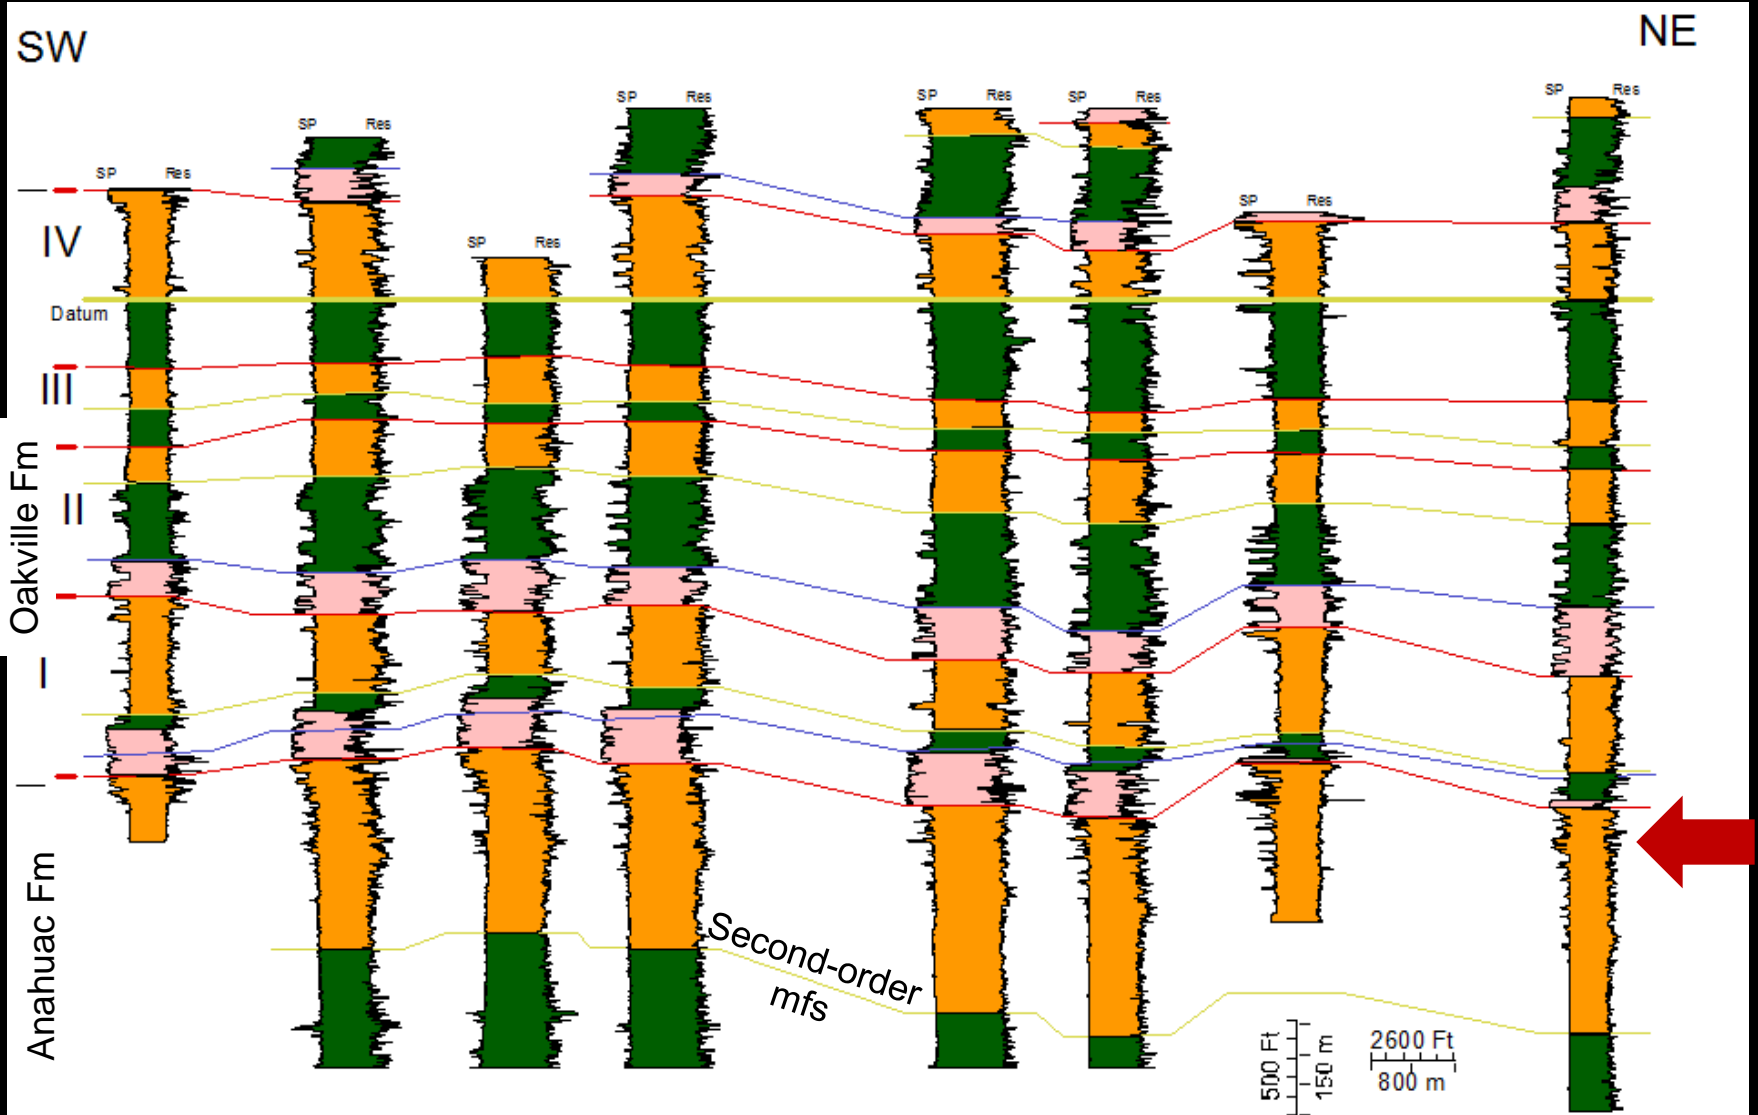 SW
NE
SP Res
SP Res
SP Res
SP Res
SP Res
SP Res
SP Res
SP Res
IV
Datum
III
II
I
Oakville Fm
Anahuac Fm
Second-order
mfs
500 Ft
150 m
2600 Ft
800 m